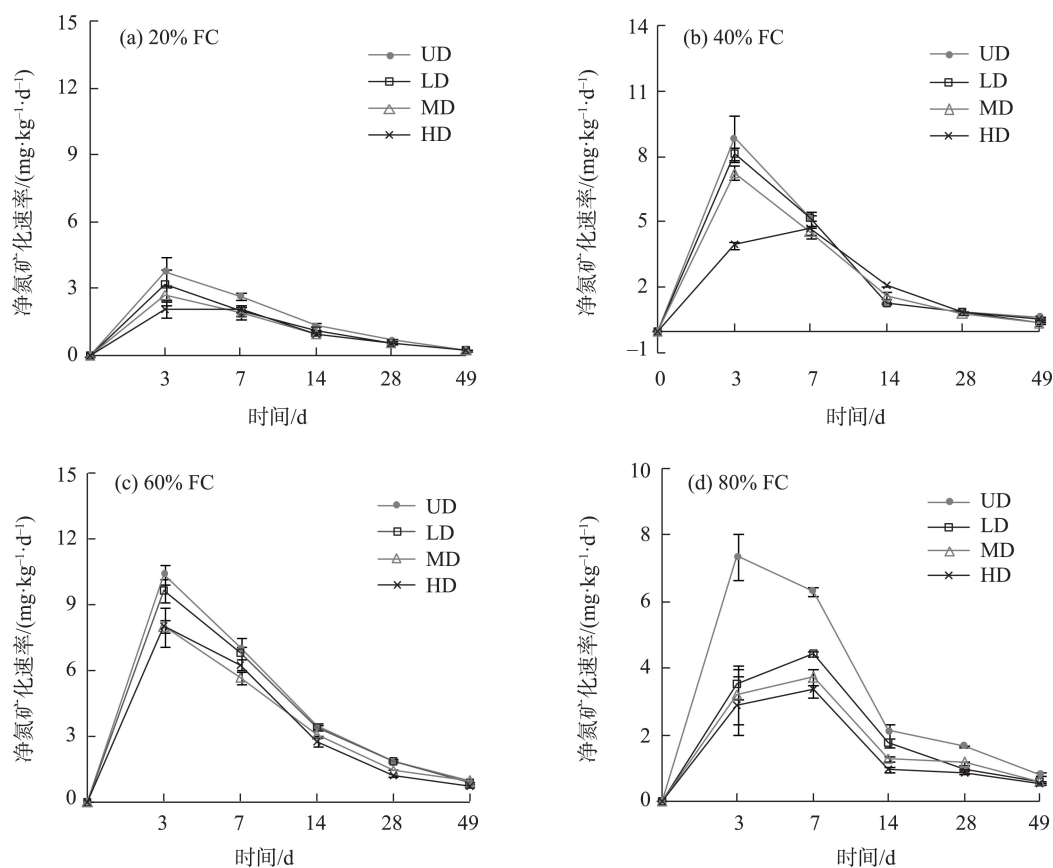 (a) 20% FC
UD
LD
MD
HD
净氮矿化速率/(mg·kg⁻¹·d⁻¹)
15
12
9
6
3
0
3 7 14 28 49
时间/d
(b) 40% FC
UD
LD
MD
HD
净氮矿化速率/(mg·kg⁻¹·d⁻¹)
14
11
8
5
2
−1
0 3 7 14 28 49
时间/d
(c) 60% FC
UD
LD
MD
HD
净氮矿化速率/(mg·kg⁻¹·d⁻¹)
15
12
9
6
3
0
3 7 14 28 49
时间/d
(d) 80% FC
UD
LD
MD
HD
净氮矿化速率/(mg·kg⁻¹·d⁻¹)
10
8
6
4
2
0
3 7 14 28 49
时间/d